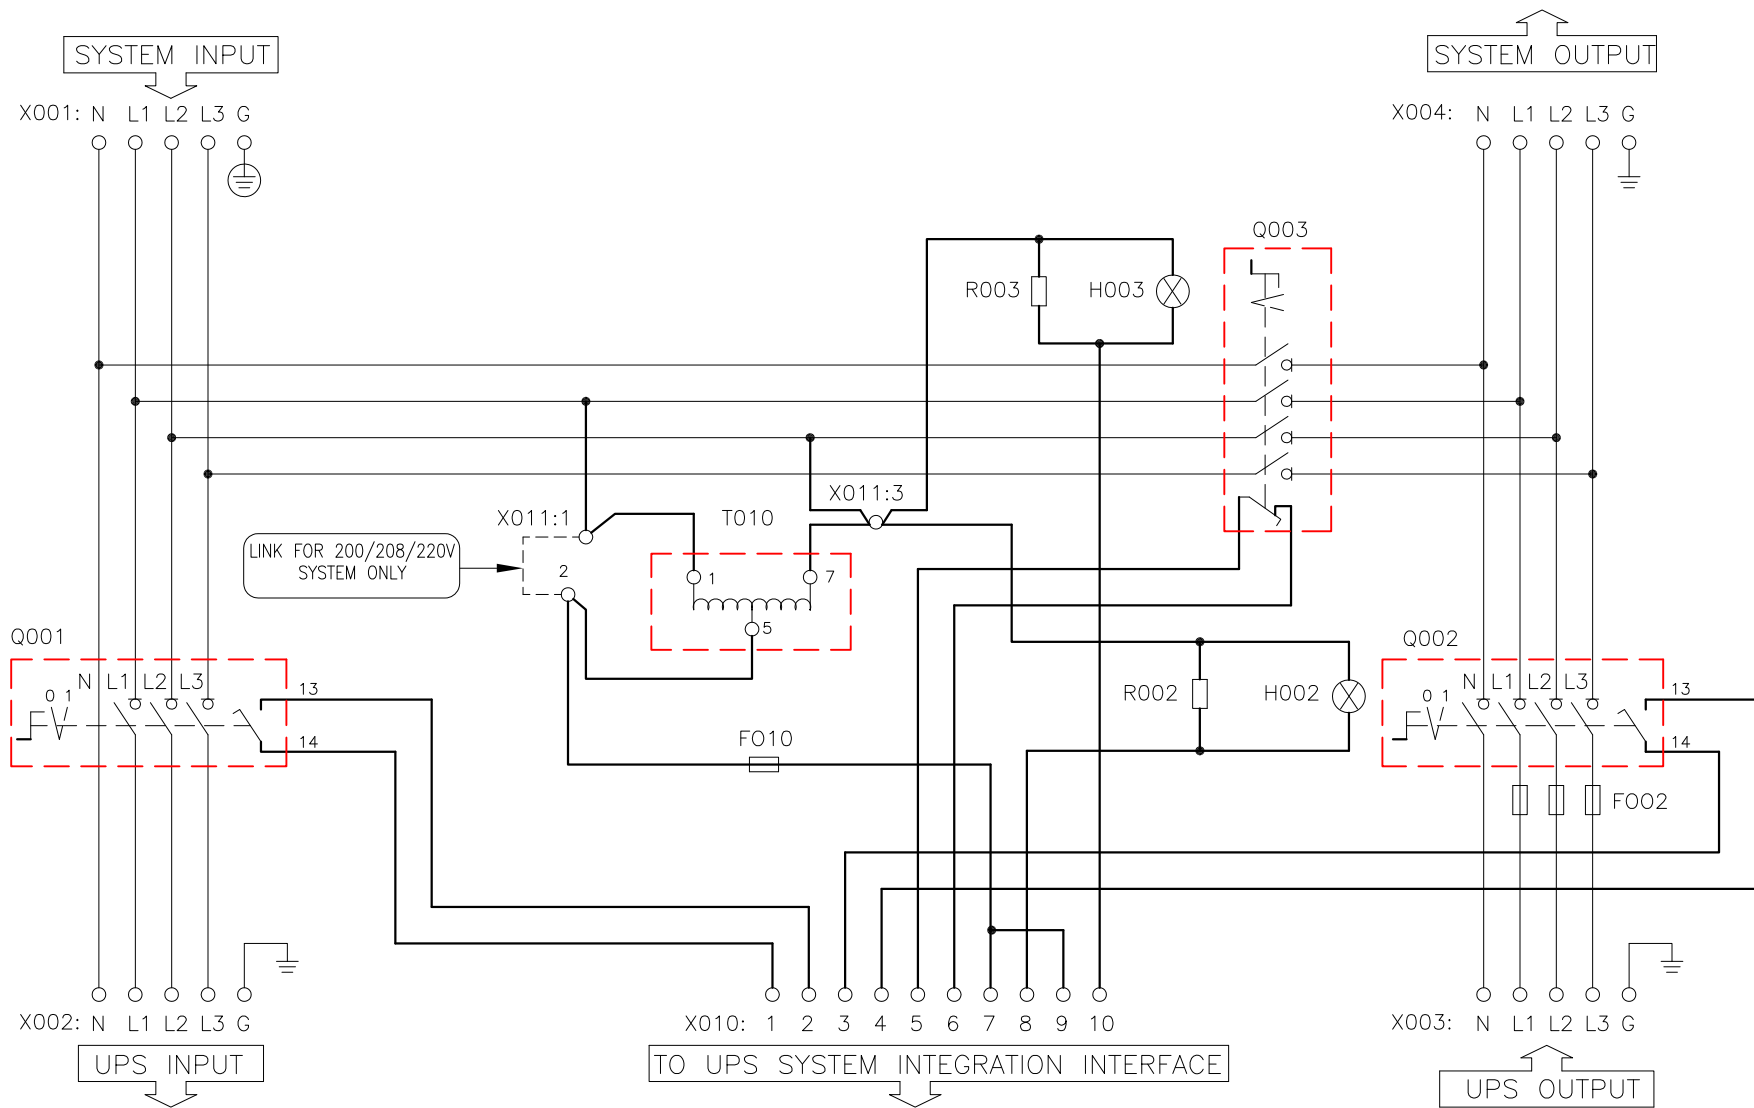 SYSTEM INPUT
SYSTEM OUTPUT
X001: N L1 L2 L3 G
X004: N L1 L2 L3 G
Q003
R003 H003
X011:3
X011:1 T010
LINK FOR 200/208/220V
SYSTEM ONLY
2
1 7
5
Q001
Q002
N L1 L2 L3
0 1
13
14
R002 H002
N L1 L2 L3
0 1
13
14
F010
F002
X002: N L1 L2 L3 G
X010: 1 2 3 4 5 6 7 8 9 10
X003: N L1 L2 L3 G
UPS INPUT
TO UPS SYSTEM INTEGRATION INTERFACE
UPS OUTPUT